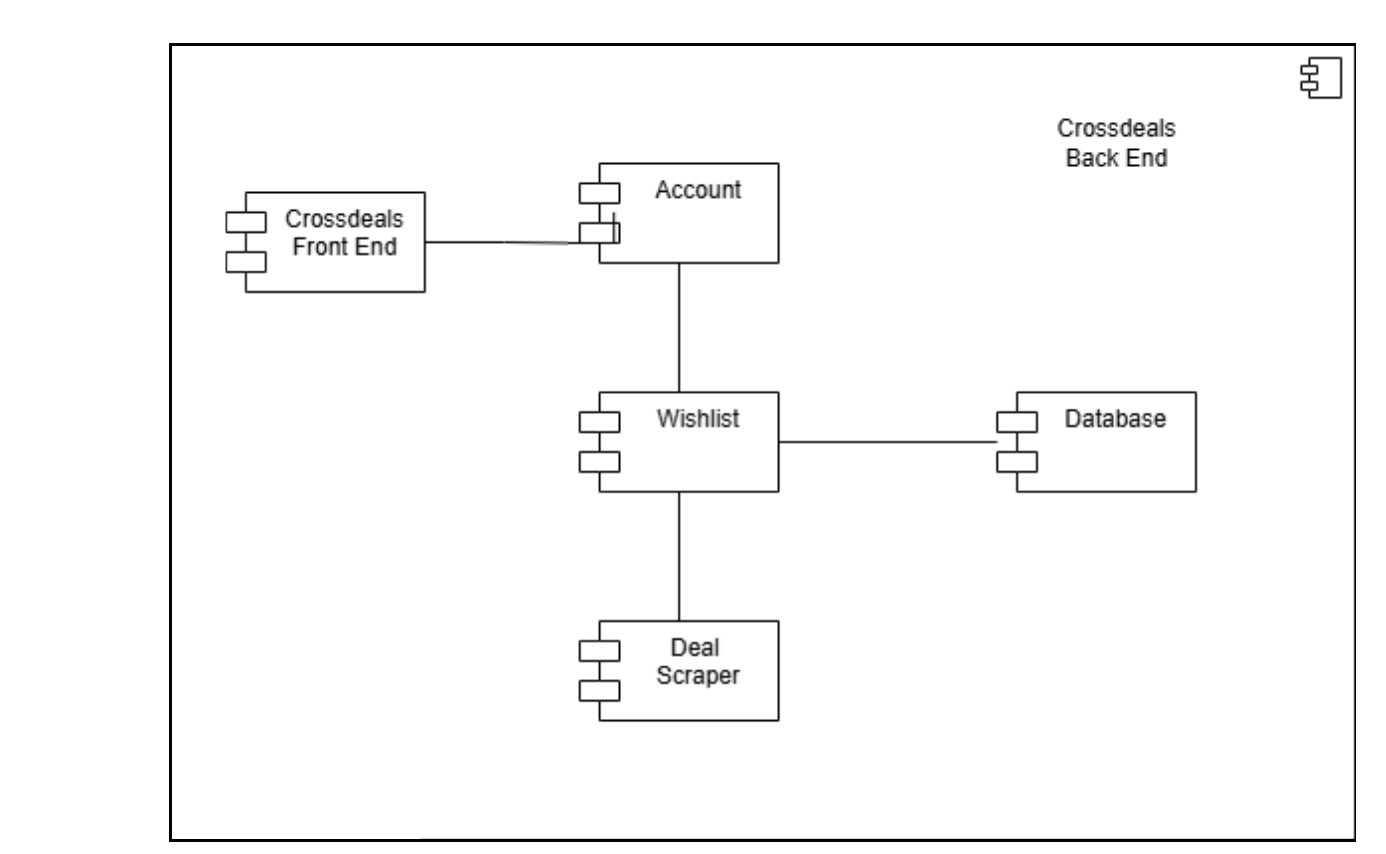 Crossdeals
Back End
Account
Crossdeals
Front End
Wishlist
Database
Deal
Scraper